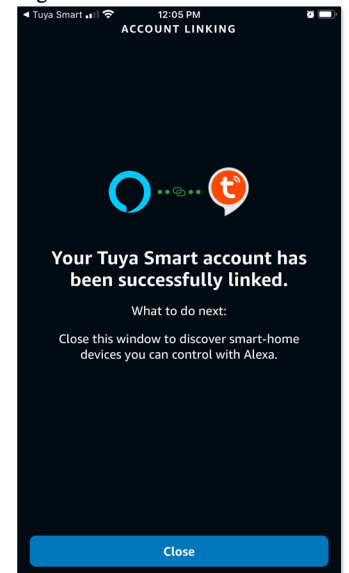 Tuya Smart
12:05 PM
ACCOUNT LINKING
Your Tuya Smart account has
been successfully linked.
What to do next:
Close this window to discover smart-home
devices you can control with Alexa.
Close